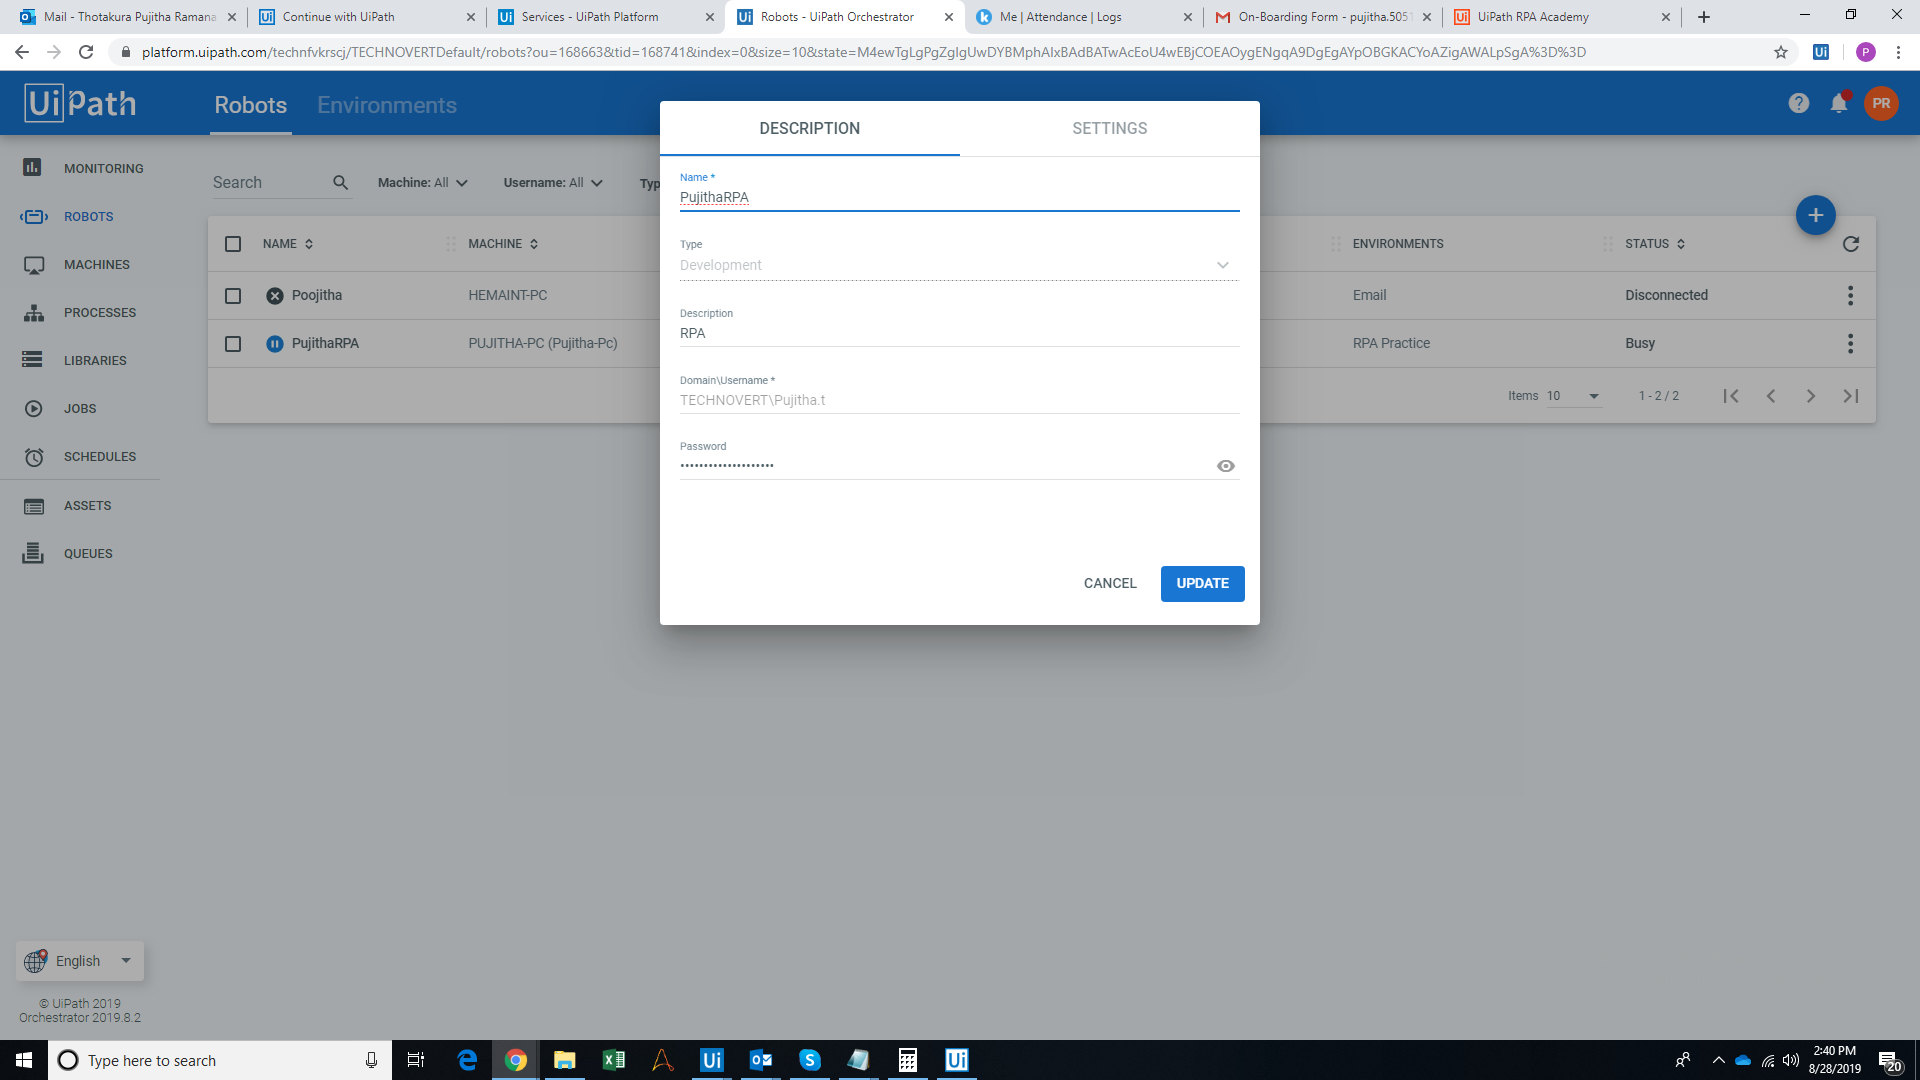 Mail - Thotakura Pujitha Ramana
Continue with UiPath
Services - UiPath Platform
Robots - UiPath Orchestrator
Me | Attendance | Logs
On-Boarding Form - pujitha.5051
UiPath RPA Academy
platform.uipath.com/technfvkrscj/TECHNOVERTDefault/robots?ou=168663&tid=168741&index=0&size=10&state=M4ewTgLgPgZglgUwDYBMphAIxBAdBATwAcEoU4wEBjCOEAOygENgqA9DgEgAYpOBGKACYoAZigAWALpSgA%3D%3D
UiPath
Robots
Environments
PR
MONITORING
ROBOTS
MACHINES
PROCESSES
LIBRARIES
JOBS
SCHEDULES
ASSETS
QUEUES
Search
Machine: All
Username: All
Typ
NAME
MACHINE
ENVIRONMENTS
STATUS
Poojitha
HEMAINT-PC
Email
Disconnected
PujithaRPA
PUJITHA-PC (Pujitha-Pc)
RPA Practice
Busy
Items 10
1 - 2 / 2
DESCRIPTION
SETTINGS
Name *
PujithaRPA
Type
Development
Description
RPA
Domain\Username *
TECHNOVERT\Pujitha.t
Password
CANCEL
UPDATE
English
© UiPath 2019
Orchestrator 2019.8.2
Type here to search
2:40 PM
8/28/2019
20